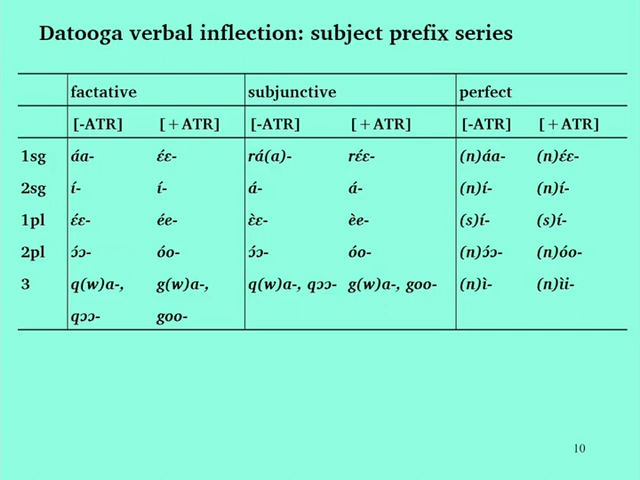 Datooga verbal inflection: subject prefix series
factative subjunctive perfect
[-ATR] [+ATR] [-ATR] [+ATR] [-ATR] [+ATR]
1sg áa- ɛ́ɛ- rá(a)- rɛ́ɛ- (n)áa- (n)ɛ́ɛ-
2sg í- í- á- á- (n)í- (n)í-
1pl ɛ́ɛ- ée- ɛ̀ɛ- èe- (s)í- (s)í-
2pl ɔ́ɔ- óo- ɔ́ɔ- óo- (n)ɔ́ɔ- (n)óo-
3 q(w)a-, g(w)a-, q(w)a-, qɔɔ- g(w)a-, goo- (n)ì- (n)ìi-
qɔɔ- goo-
10